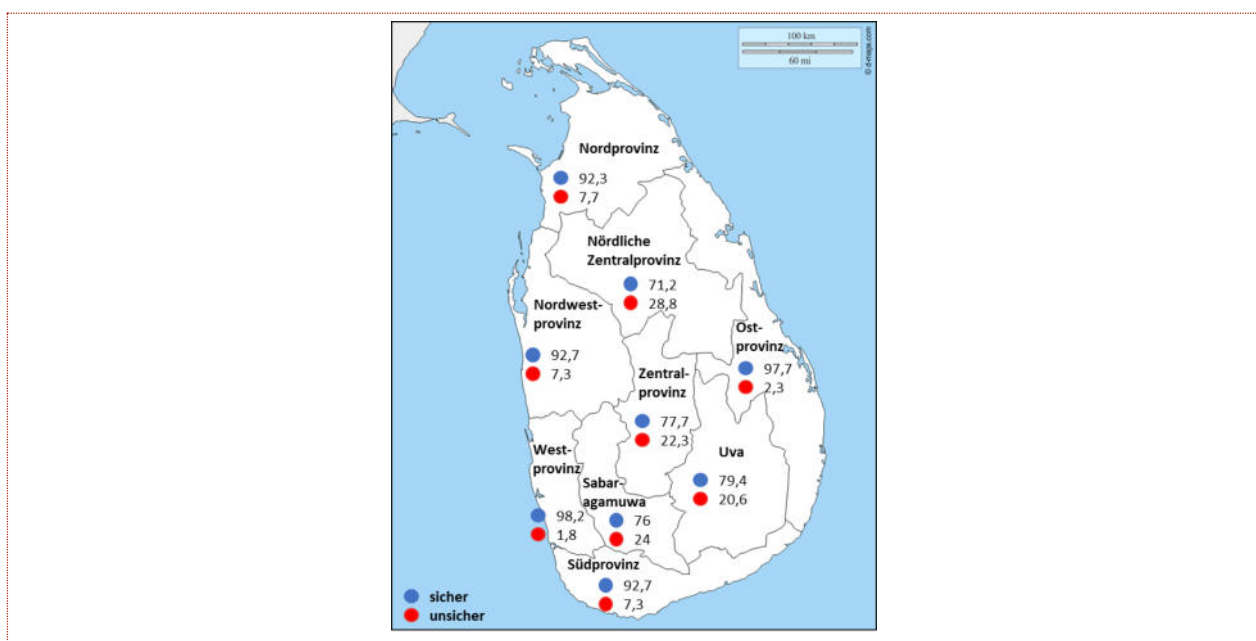 100 km
60 mi
© d-maps.com
Nordprovinz
92,3
7,7
Nördliche
Zentralprovinz
71,2
28,8
Nordwest-
provinz
92,7
7,3
Ost-
provinz
97,7
2,3
Zentral-
provinz
77,7
22,3
West-
provinz
98,2
1,8
Uva
79,4
20,6
Sabar-
agamuwa
76
24
Südprovinz
92,7
7,3
sicher
unsicher